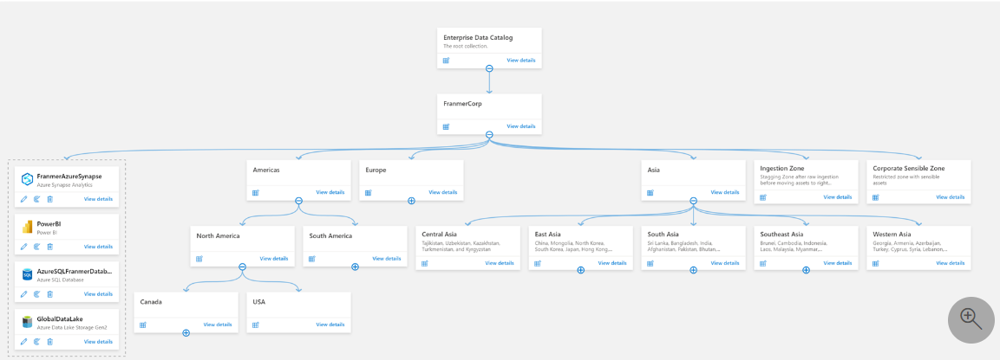 Enterprise Data Catalog
The root collection.
View details
FranmerCorp
View details
FranmerAzureSynapse
Azure Synapse Analytics
View details
PowerBI
Power BI
View details
AzureSQLFranmerDatab...
Azure SQL Database
View details
GlobalDataLake
Azure Data Lake Storage Gen2
View details
Americas
View details
Europe
View details
Asia
View details
Ingestion Zone
Stagging Zone after raw ingestion
before moving assets to right...
View details
Corporate Sensible Zone
Restricted zone with sensible
assets
View details
North America
View details
South America
View details
Central Asia
Tajikistan, Uzbekistan, Kazakhstan,
Turkmenistan, and Kyrgyzstan
View details
East Asia
China, Mongolia, North Korea,
South Korea, Japan, Hong Kong,...
View details
South Asia
Sri Lanka, Bangladesh, India,
Afghanistan, Pakistan, Bhutan...
View details
Southeast Asia
Brunei, Cambodia, Indonesia,
Laos, Malaysia, Myanmar,...
View details
Western Asia
Georgia, Armenia, Azerbaijan,
Turkey, Cyprus, Syria, Lebanon,...
View details
Canada
View details
USA
View details
SQL